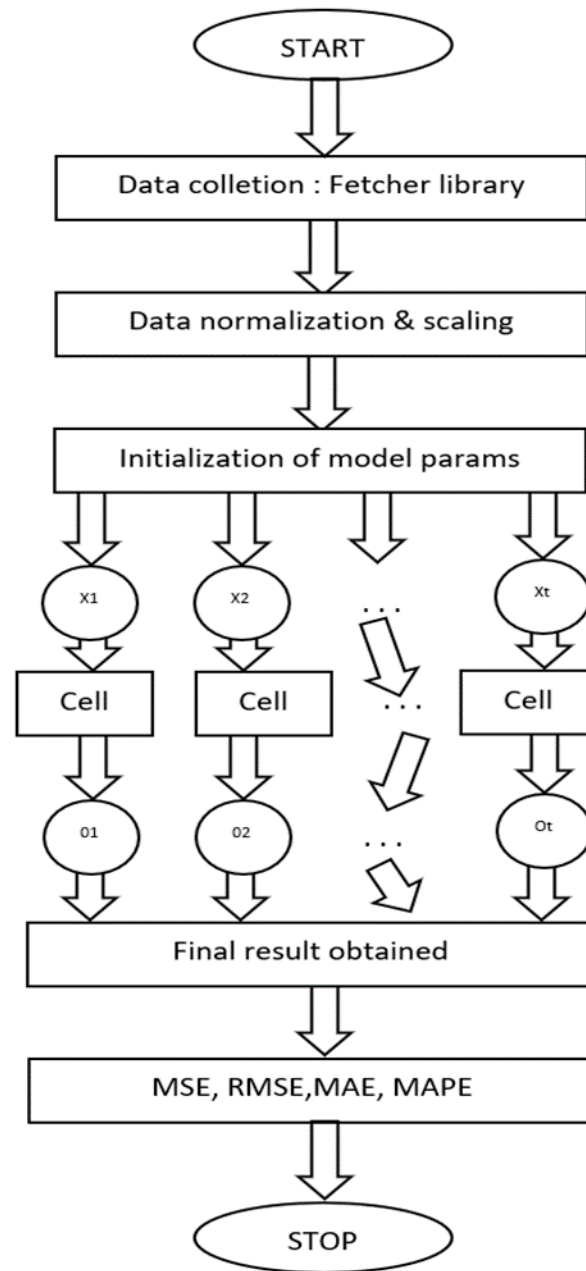 START
Data colletion : Fetcher library
Data normalization & scaling
Initialization of model params
X1 X2 . . . Xt
Cell Cell . . . Cell
01 02 . . . Ot
Final result obtained
MSE, RMSE,MAE, MAPE
STOP